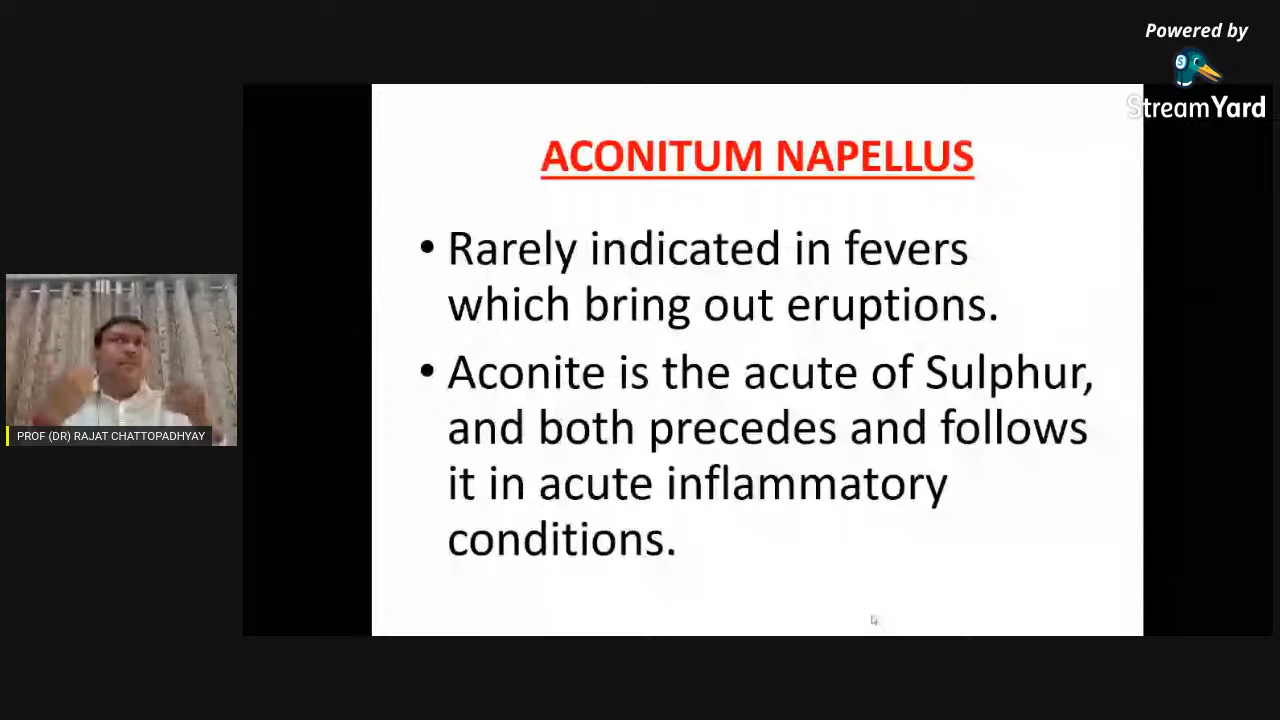 Powered by
StreamYard
ACONITUM NAPELLUS
• Rarely indicated in fevers
which bring out eruptions.
• Aconite is the acute of Sulphur,
and both precedes and follows
it in acute inflammatory
conditions.
PROF (DR) RAJAT CHATTOPADHYAY